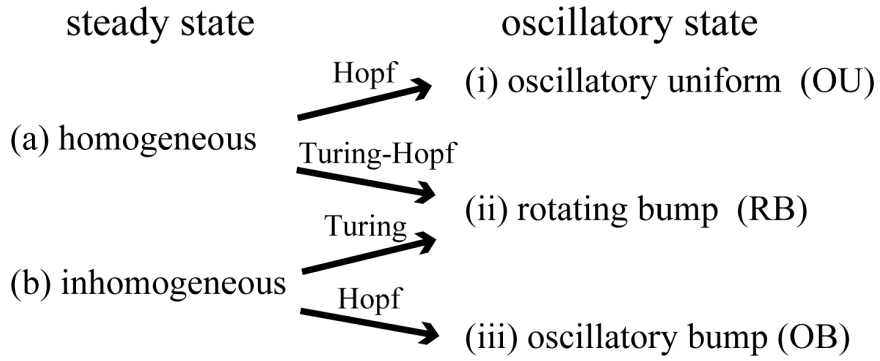 steady state
oscillatory state
Hopf
(i) oscillatory uniform (OU)
(a) homogeneous
Turing-Hopf
(ii) rotating bump (RB)
Turing
(b) inhomogeneous
Hopf
(iii) oscillatory bump (OB)